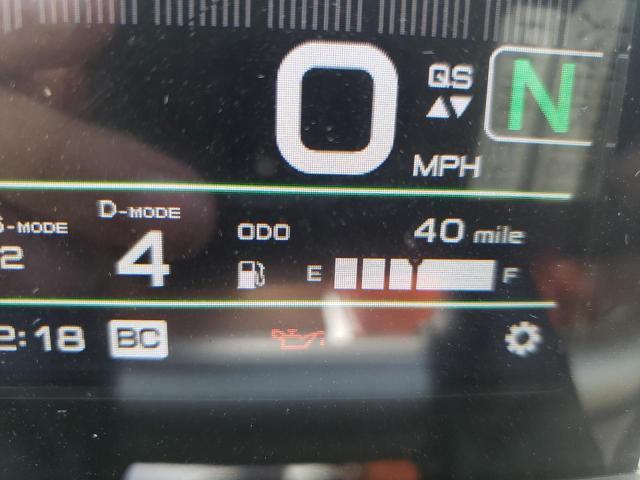 0
QS
N
MPH
S-MODE
D-MODE
2
4
ODO
40 mile
E
F
2:18
BC